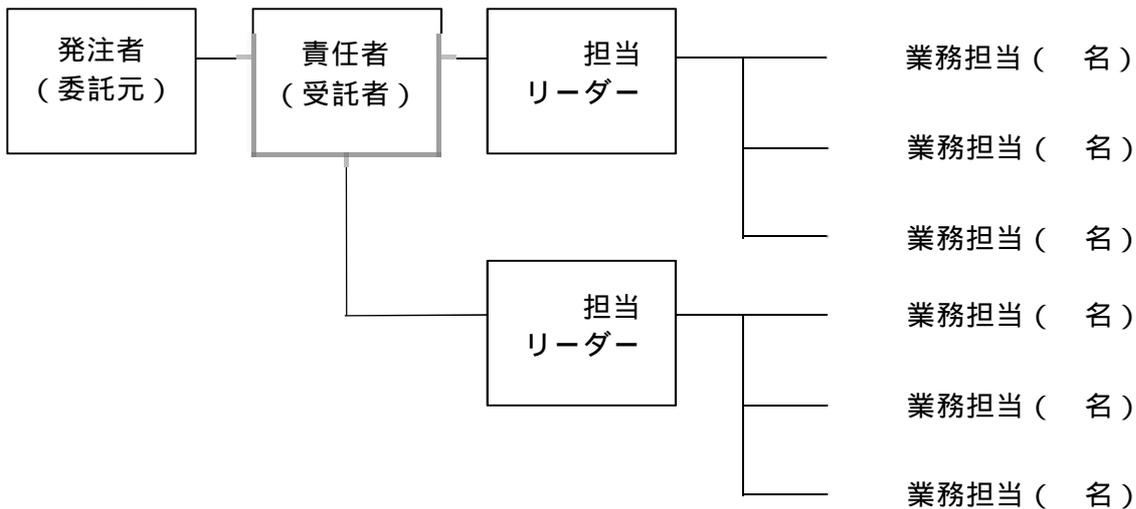 発注者
（委託元）
責任者
（受託者）
担当
リーダー
業務担当（　名）
業務担当（　名）
業務担当（　名）
担当
リーダー
業務担当（　名）
業務担当（　名）
業務担当（　名）